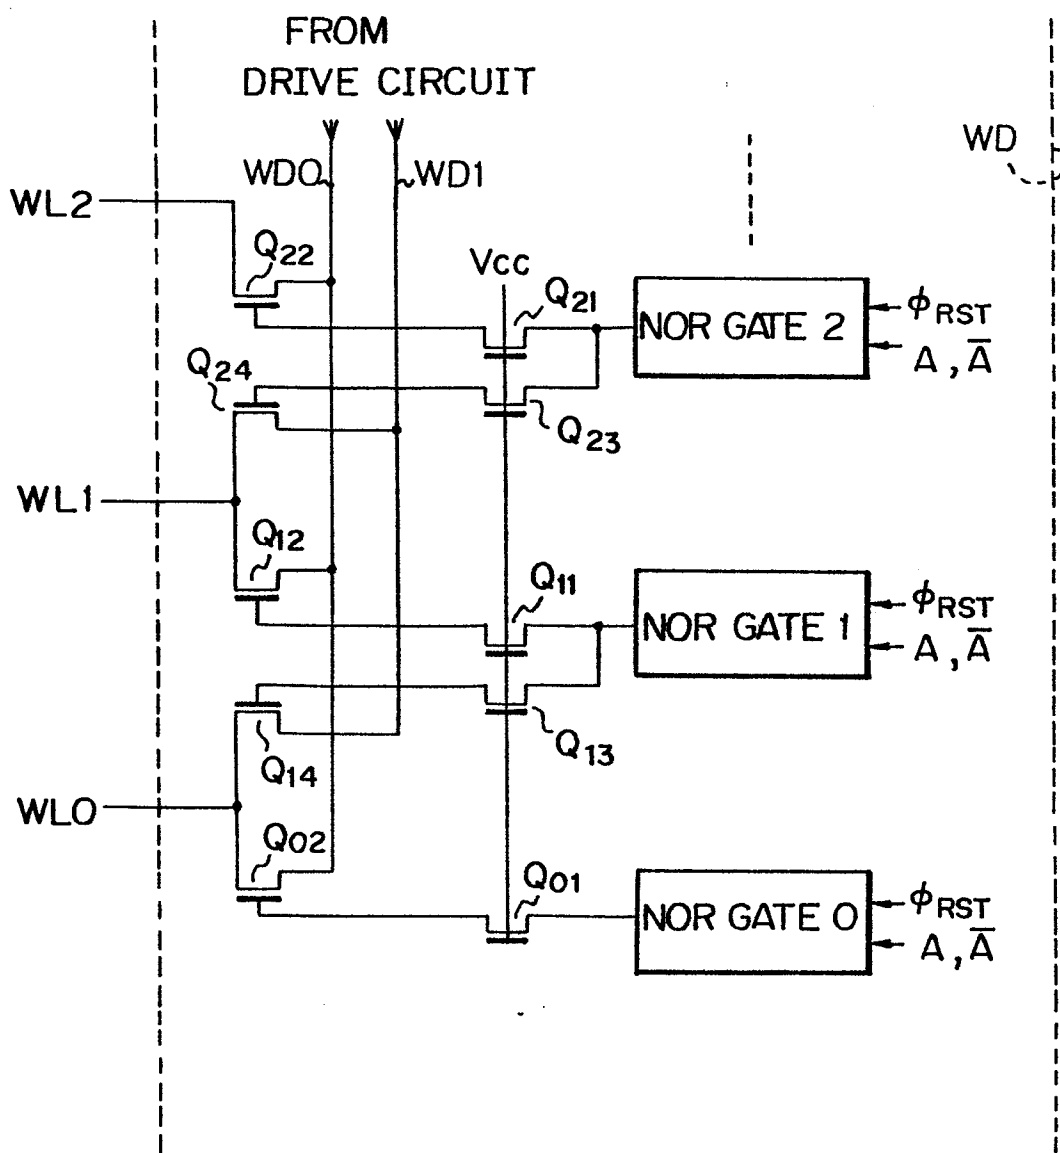 FROM
DRIVE CIRCUIT
WD
WD0 WD1
WL2
Q22
Vcc
Q21
NOR GATE 2
φRST
A, A̅
Q24
Q23
WL1
Q12
Q11
NOR GATE 1
φRST
A, A̅
Q14
Q13
WL0
Q02
Q01
NOR GATE 0
φRST
A, A̅